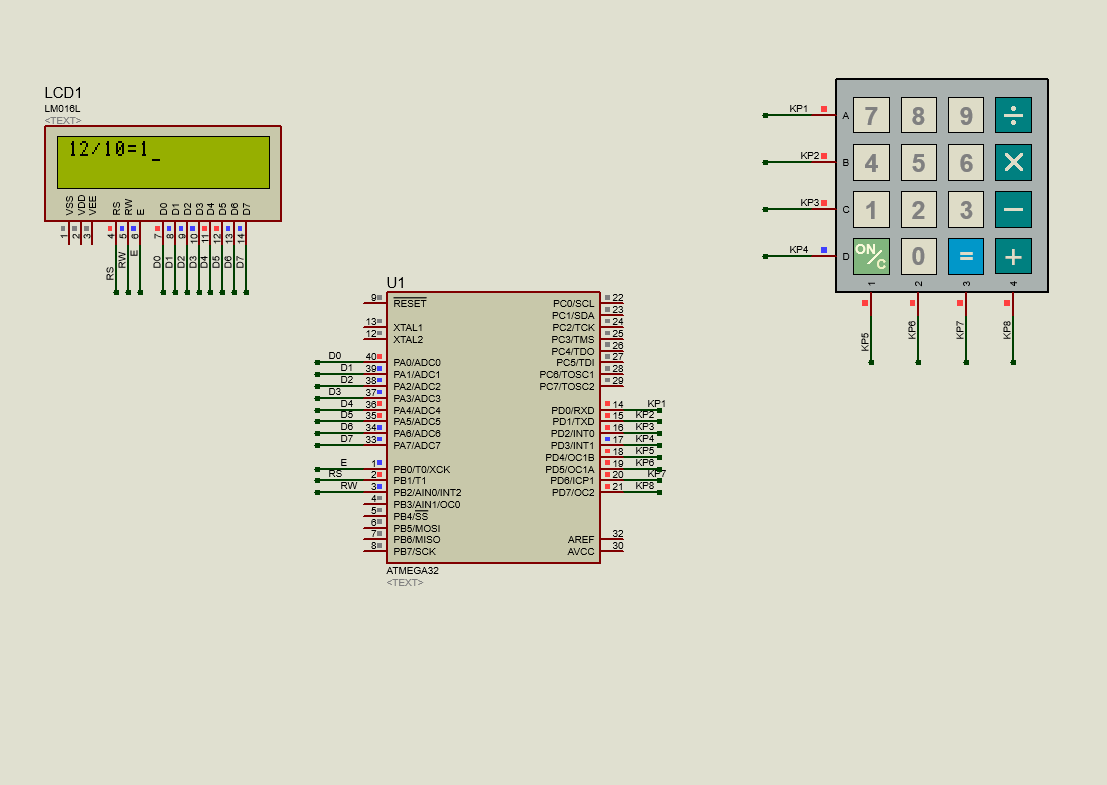 LCD1
LM016L
<TEXT>
12/10=1_
VSS VDD VEE RS RW E D0 D1 D2 D3 D4 D5 D6 D7
1 2 3 4 5 6 7 8 9 10 11 12 13 14
RS RW E D0 D1 D2 D3 D4 D5 D6 D7
KP1 A 7 8 9 ÷
KP2 B 4 5 6 ×
KP3 C 1 2 3 −
KP4 D ON/C 0 = +
1 2 3 4
KP5 KP6 KP7 KP8
U1
9 RESET PC0/SCL 22
PC1/SDA 23
13 XTAL1 PC2/TCK 24
12 XTAL2 PC3/TMS 25
PC4/TDO 26
D0 40 PA0/ADC0 PC5/TDI 27
D1 39 PA1/ADC1 PC6/TOSC1 28
D2 38 PA2/ADC2 PC7/TOSC2 29
D3 37 PA3/ADC3
D4 36 PA4/ADC4 PD0/RXD 14 KP1
D5 35 PA5/ADC5 PD1/TXD 15 KP2
D6 34 PA6/ADC6 PD2/INT0 16 KP3
D7 33 PA7/ADC7 PD3/INT1 17 KP4
PD4/OC1B 18 KP5
E 1 PB0/T0/XCK PD5/OC1A 19 KP6
RS 2 PB1/T1 PD6/ICP1 20 KP7
RW 3 PB2/AIN0/INT2 PD7/OC2 21 KP8
4 PB3/AIN1/OC0
5 PB4/SS
6 PB5/MOSI
7 PB6/MISO AREF 32
8 PB7/SCK AVCC 30
ATMEGA32
<TEXT>